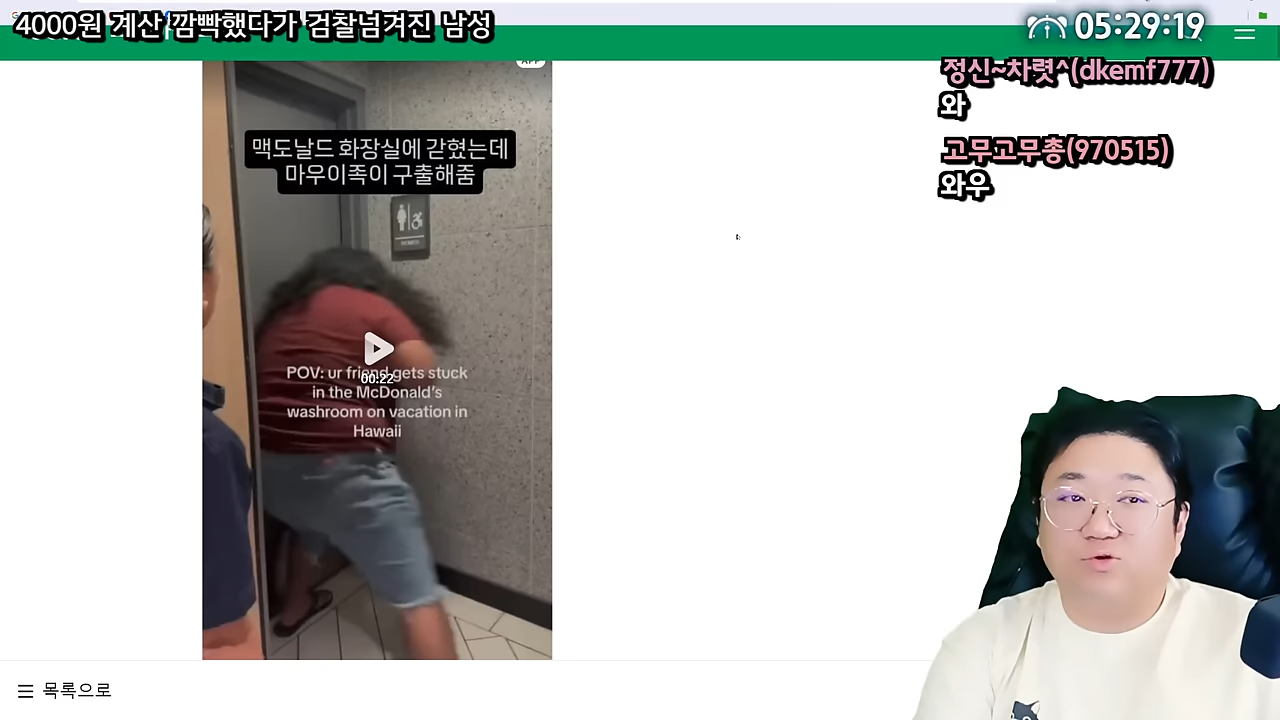 4000원 계산 깜빡했다가 검찰넘겨진 남성
05:29:19
정신~차렷^(dkemf777)
와
고무고무총(970515)
와우
맥도날드 화장실에 갇혔는데
마우이족이 구출해줌
00:22
POV: ur friend gets stuck
in the McDonald's
washroom on vacation in
Hawaii
목록으로